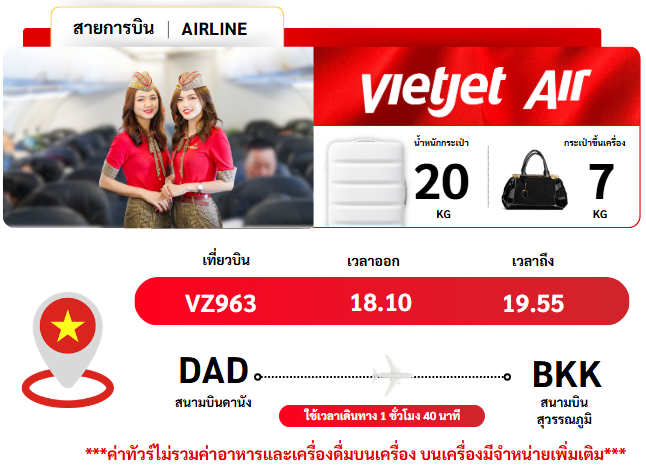 สายการบิน | AIRLINE
vietjet Air
น้ำหนักกระเป๋า
20
KG
กระเป๋าขึ้นเครื่อง
7
KG
เที่ยวบิน เวลาออก เวลาถึง
VZ963 18.10 19.55
DAD BKK
สนามบินดานัง
สนามบิน
สุวรรณภูมิ
ใช้เวลาเดินทาง 1 ชั่วโมง 40 นาที
***ค่าทัวร์ไม่รวมค่าอาหารและเครื่องดื่มบนเครื่อง บนเครื่องมีจำหน่ายเพิ่มเติม***